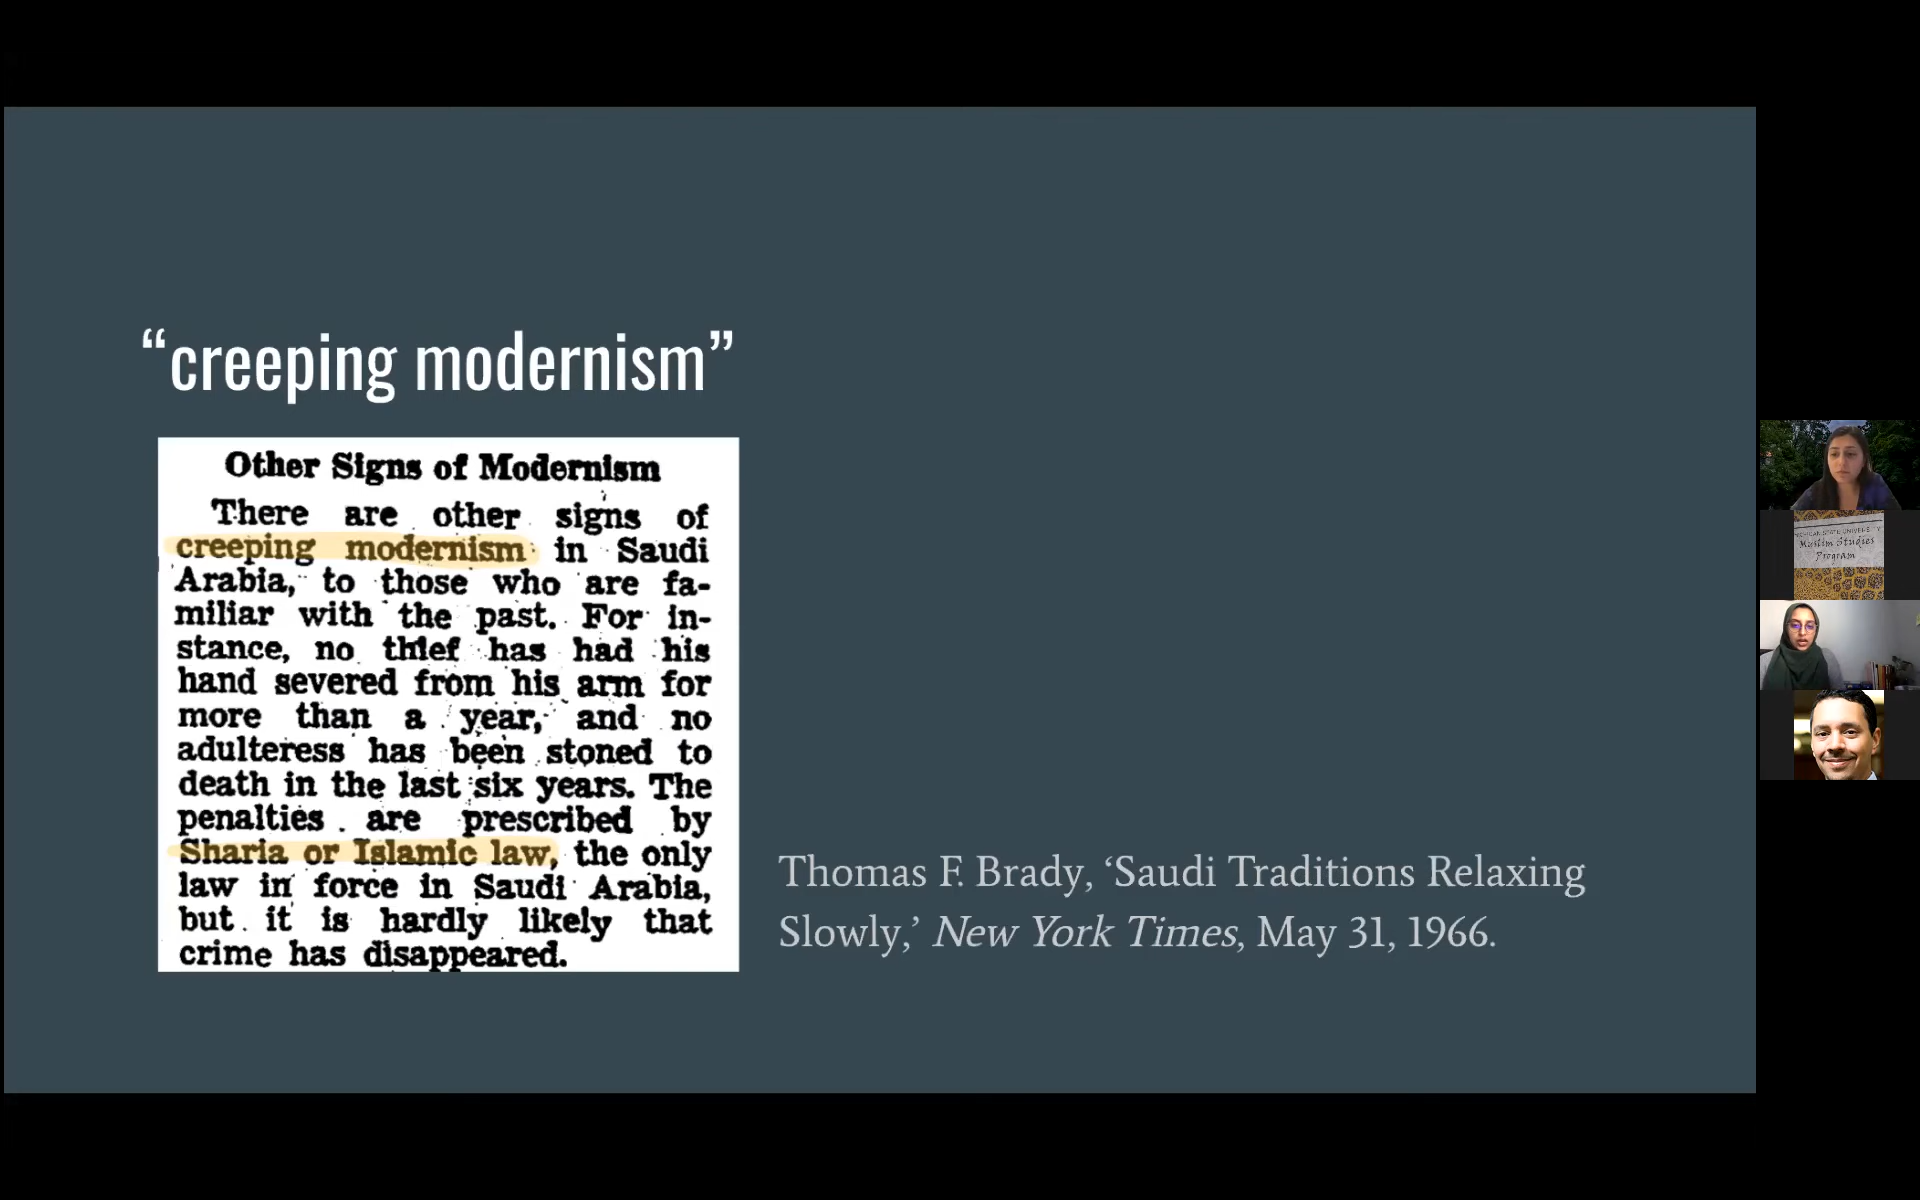 “creeping modernism”
Other Signs of Modernism
There are other signs of
creeping modernism in Saudi
Arabia, to those who are fa-
miliar with the past. For in-
stance, no thief has had his
hand severed from his arm for
more than a year, and no
adulteress has been stoned to
death in the last six years. The
penalties are prescribed by
Sharia or Islamic law, the only
law in force in Saudi Arabia,
but it is hardly likely that
crime has disappeared.
Thomas F. Brady, ‘Saudi Traditions Relaxing
Slowly,’ New York Times, May 31, 1966.
STATE UNIVERSITY
Muslim Studies
Program